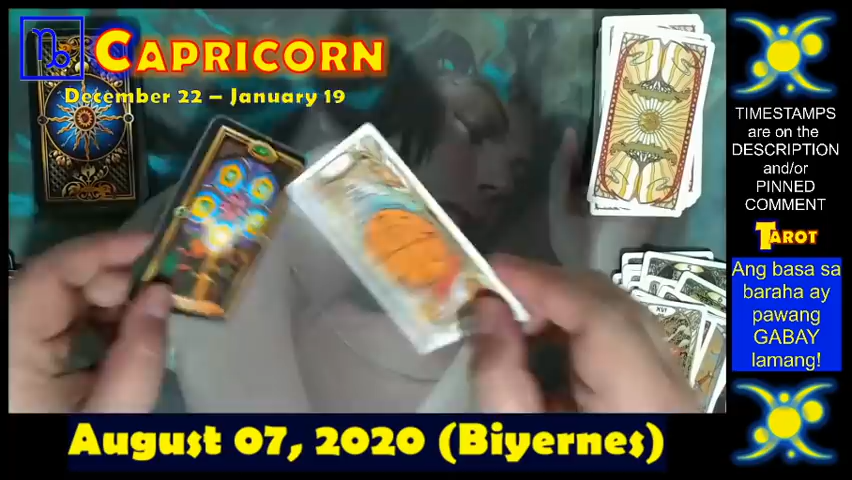 CAPRICORN
December 22 – January 19
TIMESTAMPS
are on the
DESCRIPTION
and/or
PINNED
COMMENT
TAROT
Ang basa sa
baraha ay
pawang
GABAY
lamang!
XVI
August 07, 2020 (Biyernes)